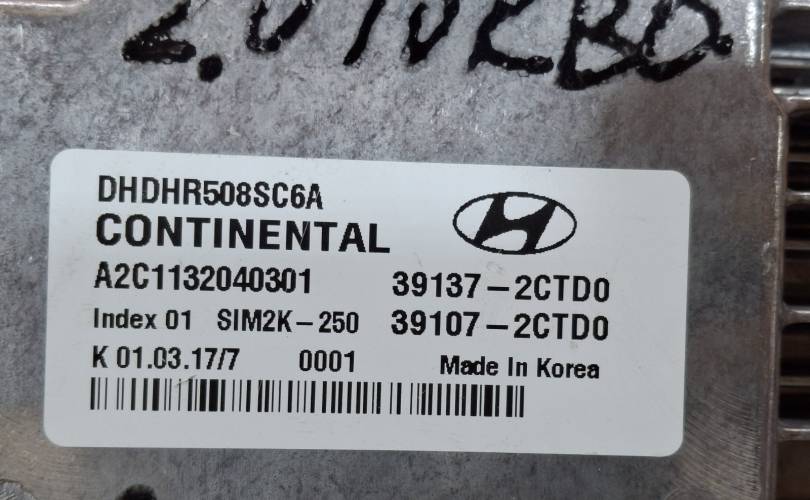 DHDHR508SC6A
CONTINENTAL
A2C1132040301 39137-2CTD0
Index 01 SIM2K-250 39107-2CTD0
K 01.03.17/7 0001 Made In Korea